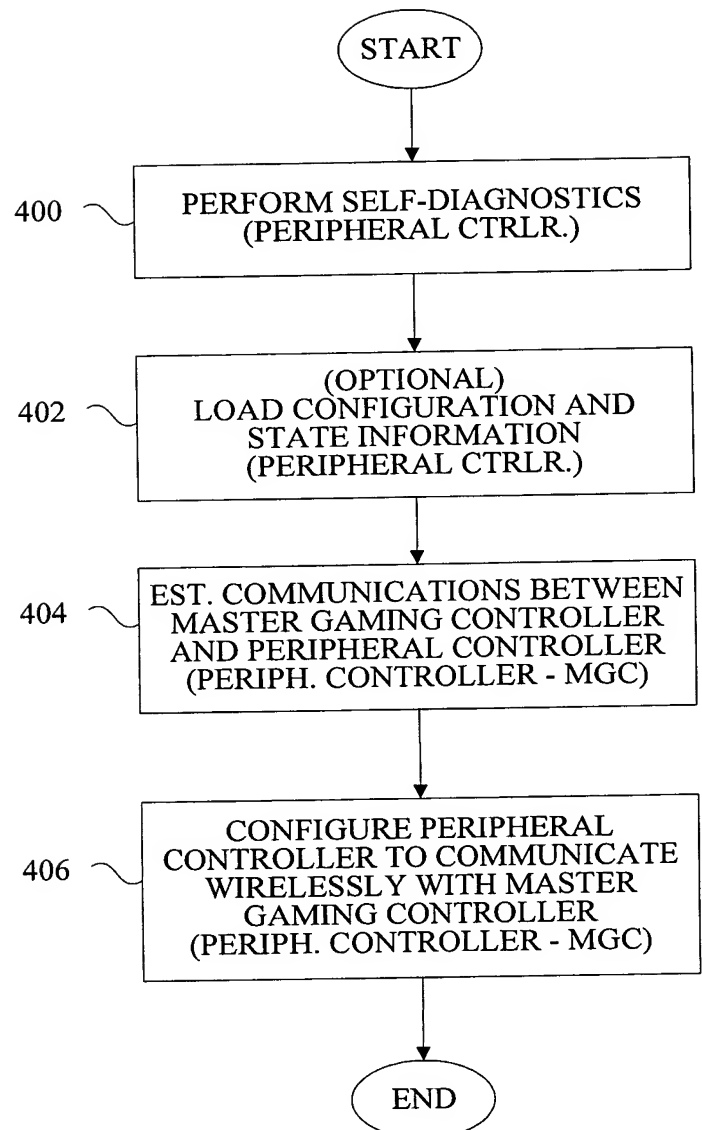 START
400
PERFORM SELF-DIAGNOSTICS
(PERIPHERAL CTRLR.)
402
(OPTIONAL)
LOAD CONFIGURATION AND
STATE INFORMATION
(PERIPHERAL CTRLR.)
404
EST. COMMUNICATIONS BETWEEN
MASTER GAMING CONTROLLER
AND PERIPHERAL CONTROLLER
(PERIPH. CONTROLLER - MGC)
406
CONFIGURE PERIPHERAL
CONTROLLER TO COMMUNICATE
WIRELESSLY WITH MASTER
GAMING CONTROLLER
(PERIPH. CONTROLLER - MGC)
END